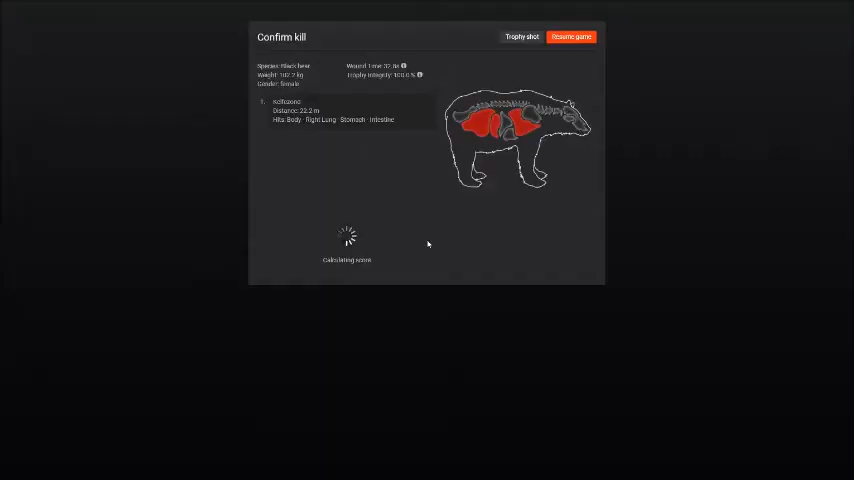 Confirm kill
Trophy shot
Resume game
Species: Black bear
Wound Time: 32.8s
Weight: 102.2 kg
Trophy Integrity: 100.0 %
Gender: female
1.
Distance: 22.2 m
Hits: Body · Right Lung · Stomach · Intestine
Calculating score